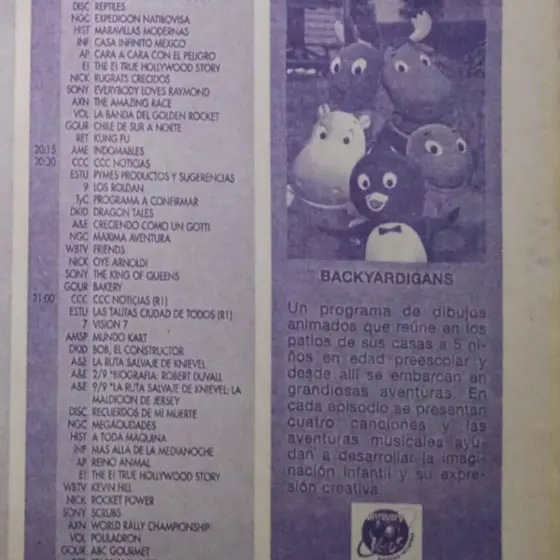 DISC REPTILES
NGC EXPEDICIÓN NATIBOVISA
HIST MARAVILLAS MODERNAS
INF CASA INFINITO MEXICO
AP CARA A CARA CON EL PELIGRO
E! THE E! TRUE HOLLYWOOD STORY
NICK RUGRATS CRECIDOS
SONY EVERYBODY LOVES RAYMOND
AXN THE AMAZING RACE
VOL LA BANDA DEL GOLDEN ROCKET
GOUR CHILE DE SUR A NORTE
RET KUNG FU
20:15 AME INDOMABLES
20:30 CCC CCC NOTICIAS
ESTU PYMES PRODUCTOS Y SUGERENCIAS
9 LOS ROLDAN
TyC PROGRAMA A CONFIRMAR
DKID DRAGON TALES
A&E CRECIENDO COMO UN GOTTI
NGC MAXIMA AVENTURA
WBTV FRIENDS
NICK OYE ARNOLD!
SONY THE KING OF QUEENS
GOUR BAKERY
21:00 CCC CCC NOTICIAS (R1)
ESTU LAS TALITAS CIUDAD DE TODOS (R1)
7 VISION 7
AMSP MUNDO KART
DKID BOB, EL CONSTRUCTOR
A&E LA RUTA SALVAJE DE KNIEVEL
A&E 2/9 "BIOGRAFIA: ROBERT DUVALL
A&E 9/9 "LA RUTA SALVAJE DE KNIEVEL: LA
MALDICION DE JERSEY
DISC RECUERDOS DE MI MUERTE
NGC MEGACIUDADES
HIST A TODA MAQUINA
INF MAS ALLA DE LA MEDIANOCHE
AP REINO ANIMAL
E! THE E! TRUE HOLLYWOOD STORY
WBTV KEVIN HILL
NICK ROCKET POWER
SONY SCRUBS
AXN WORLD RALLY CHAMPIONSHIP
VOL POLIADRON
GOUR ABC GOURMET
BACKYARDIGANS
Un programa de dibujos
animados que reúne en los
patios de sus casas a 5 ni-
ños en edad preescolar y
desde allí se embarcan en
grandiosas aventuras. En
cada episodio se presentan
cuatro canciones y las
aventuras musicales ayu-
dan a desarrollar la imagi-
nación infantil y su expre-
sión creativa.
Discovery
Kids